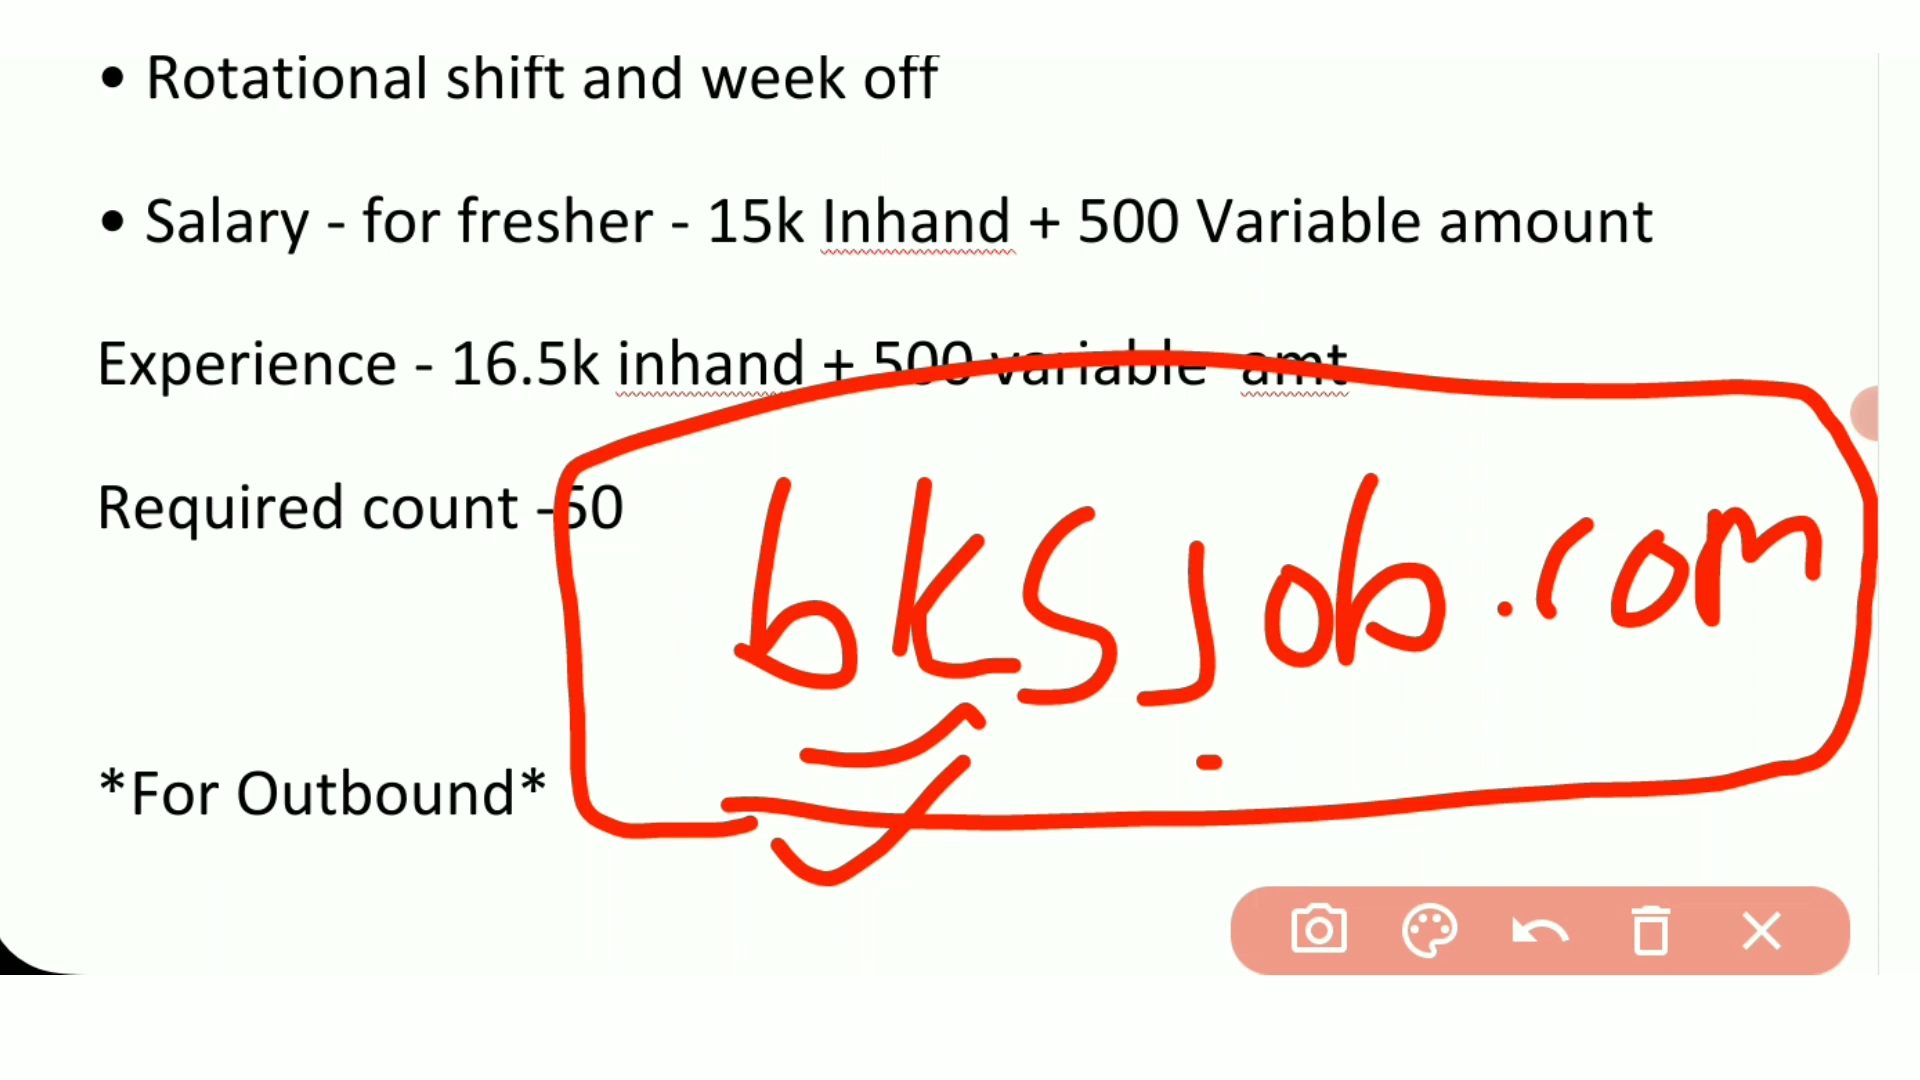 • Rotational shift and week off
• Salary - for fresher - 15k Inhand + 500 Variable amount
Experience - 16.5k inhand + 500 variable amt
Required count -50
bksjob.com
*For Outbound*